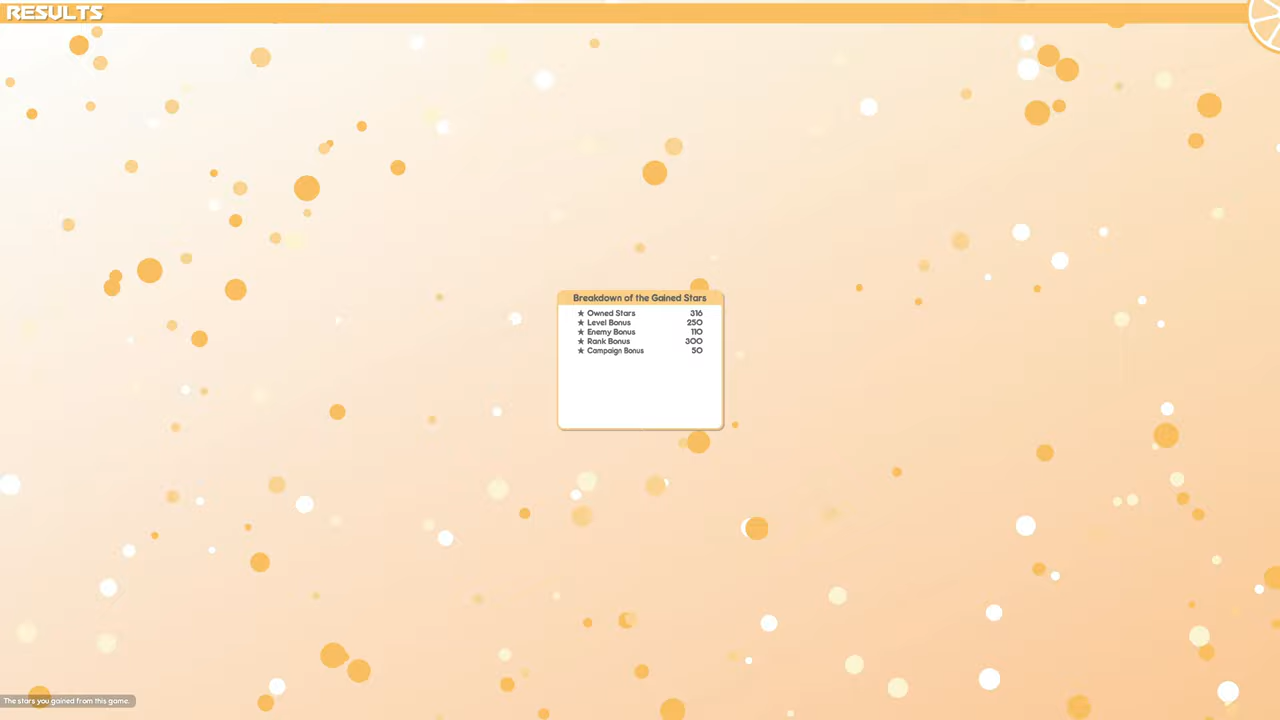 RESULTS
Breakdown of the Gained Stars
★ Owned Stars 316
★ Level Bonus 250
★ Enemy Bonus 110
★ Rank Bonus 300
★ Campaign Bonus 50
The stars you gained from this game.